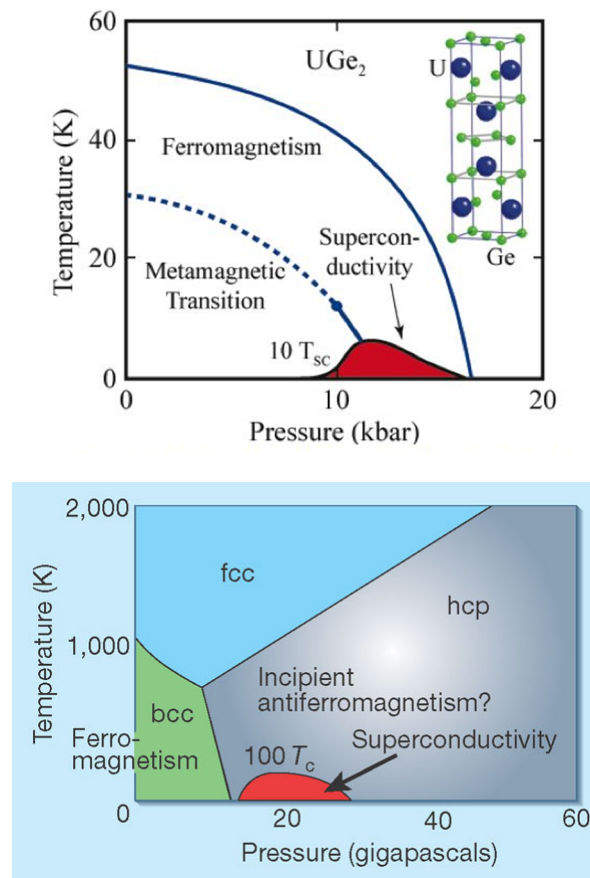 60
UGe2
U
40
Ferromagnetism
Temperature (K)
Supercon-
ductivity
20
Metamagnetic
Transition
Ge
10 TSC
0
0
10
20
Pressure (kbar)
2,000
fcc
hcp
Temperature (K)
1,000
Incipient
antiferromagnetism?
bcc
Ferro-
magnetism
Superconductivity
100 Tc
0
20
40
60
Pressure (gigapascals)